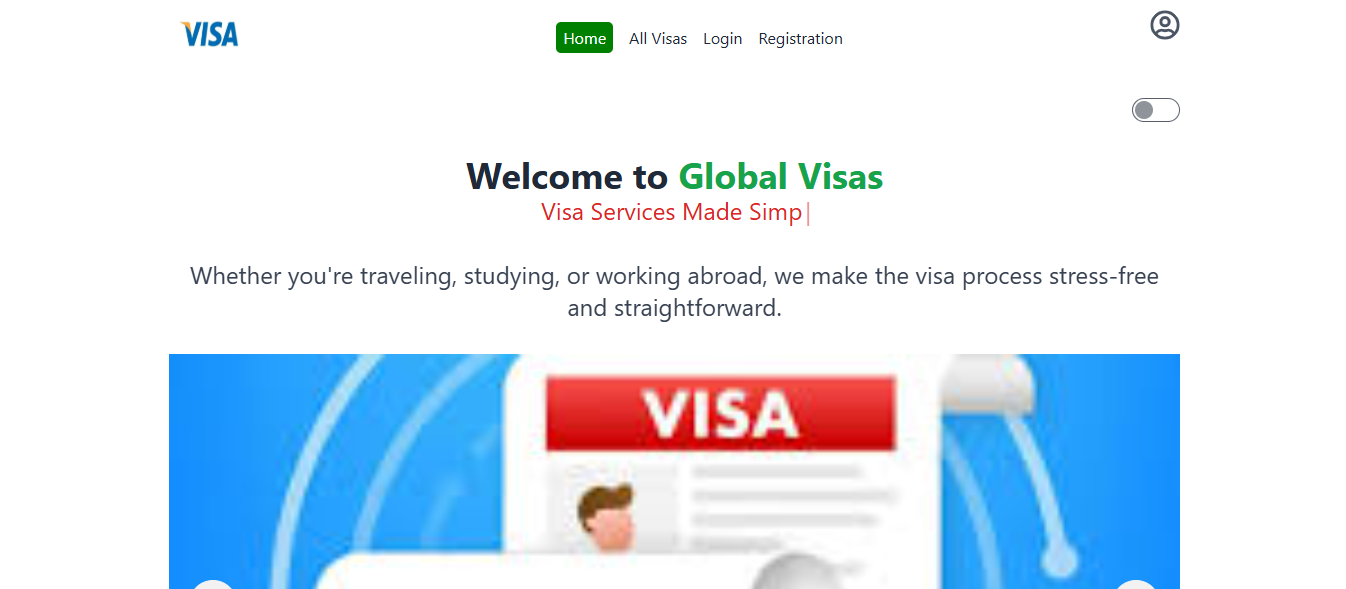 VISA
Home All Visas Login Registration
Welcome to Global Visas
Visa Services Made Simp|
Whether you're traveling, studying, or working abroad, we make the visa process stress-free
and straightforward.
VISA